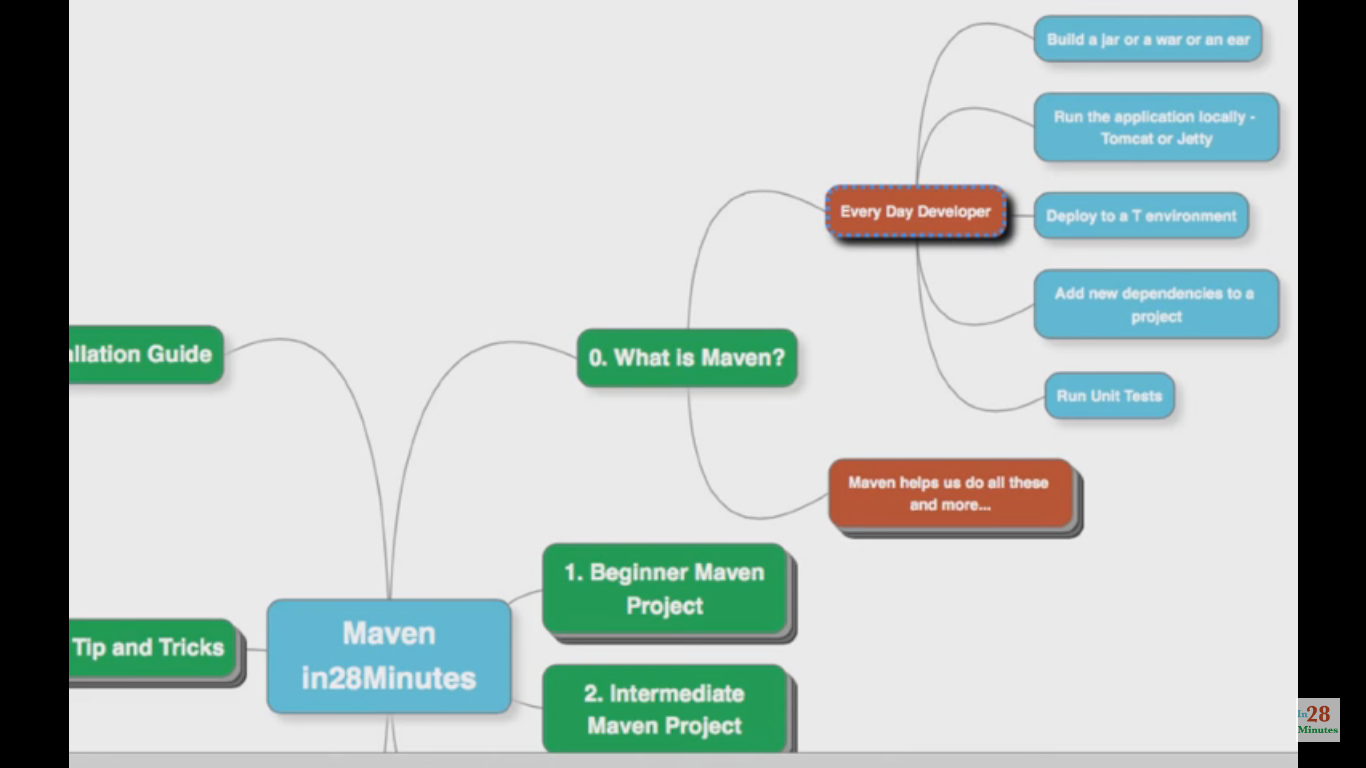 Build a jar or a war or an ear
Run the application locally -
Tomcat or Jetty
Every Day Developer
Deploy to a T environment
Add new dependencies to a
project
allation Guide
0. What is Maven?
Run Unit Tests
Maven helps us do all these
and more...
1. Beginner Maven
Project
Tip and Tricks
Maven
in28Minutes
2. Intermediate
Maven Project
In 28
Minutes